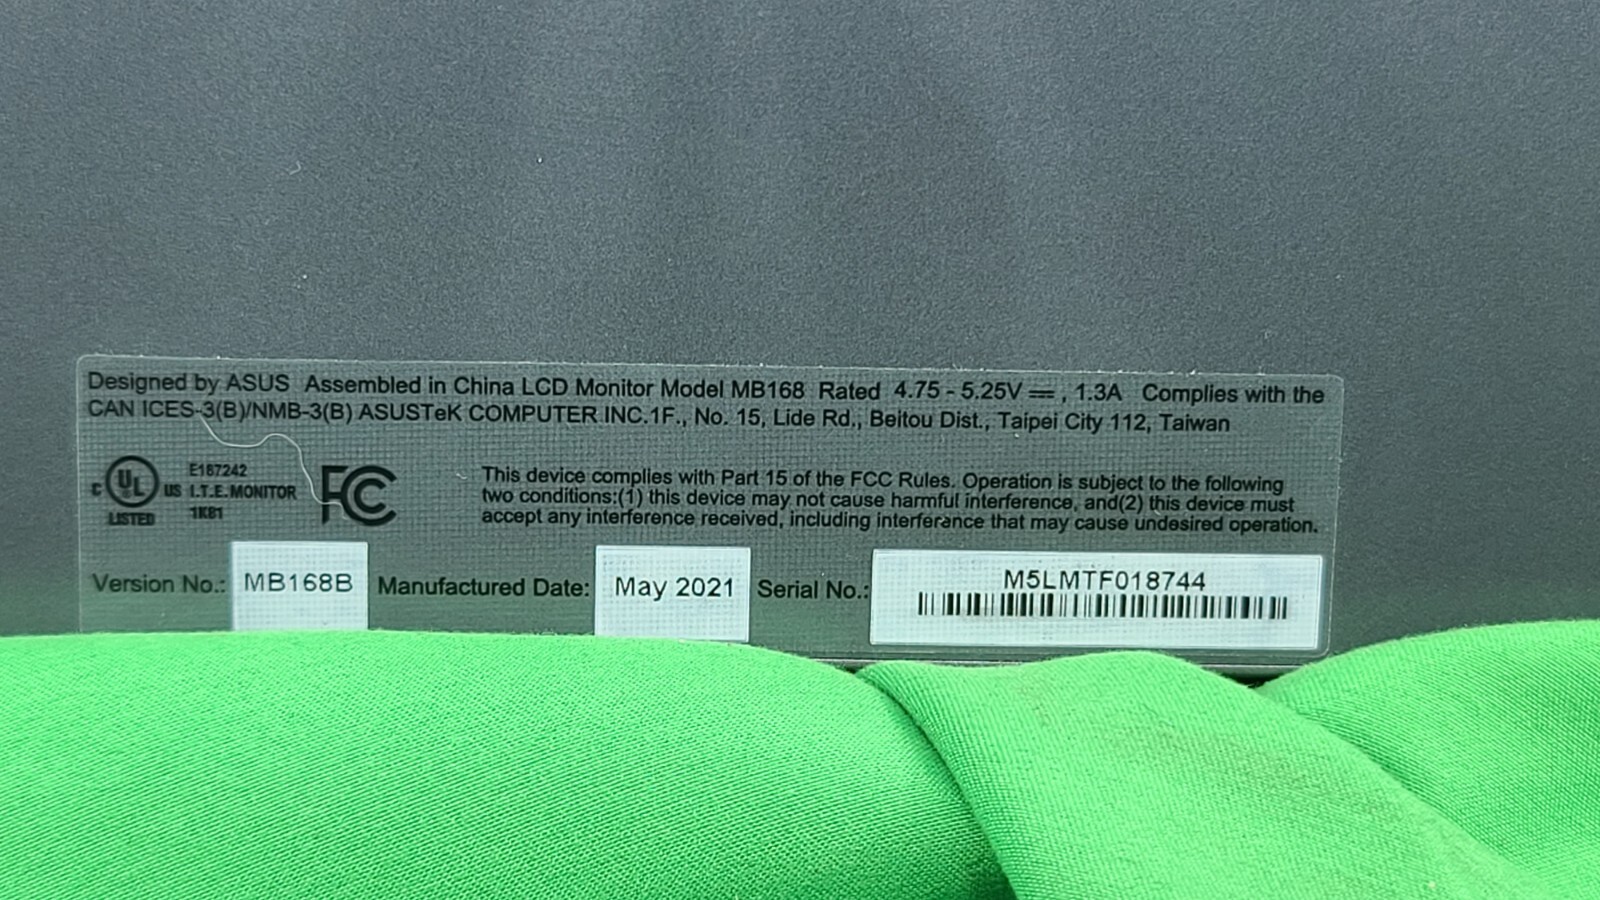 Designed by ASUS Assembled in China LCD Monitor Model MB168 Rated 4.75 - 5.25V ⎓, 1.3A Complies with the
CAN ICES-3(B)/NMB-3(B) ASUSTeK COMPUTER INC.1F., No. 15, Lide Rd., Beitou Dist., Taipei City 112, Taiwan
C UL US LISTED
E167242
I.T.E.MONITOR
1K81
FC
This device complies with Part 15 of the FCC Rules. Operation is subject to the following
two conditions:(1) this device may not cause harmful interference, and(2) this device must
accept any interference received, including interferance that may cause undesired operation.
Version No.: MB168B Manufactured Date: May 2021 Serial No.: M5LMTF018744